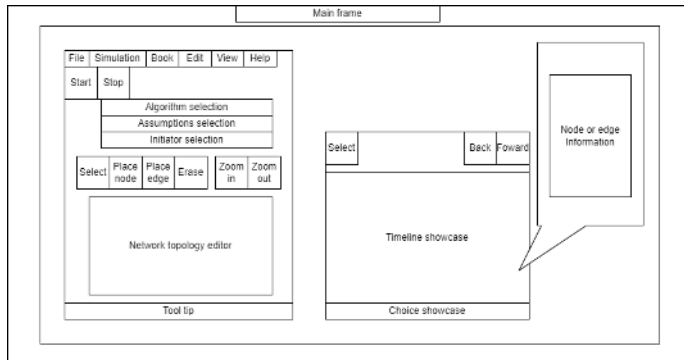 Main frame
File Simulation Book Edit View Help
Start Stop
Algorithm selection
Assumptions selection
Initiator selection
Select Place node Place edge Erase Zoom in Zoom out
Network topology editor
Tool tip
Select Back Foward
Timeline showcase
Choice showcase
Node or edge
Information